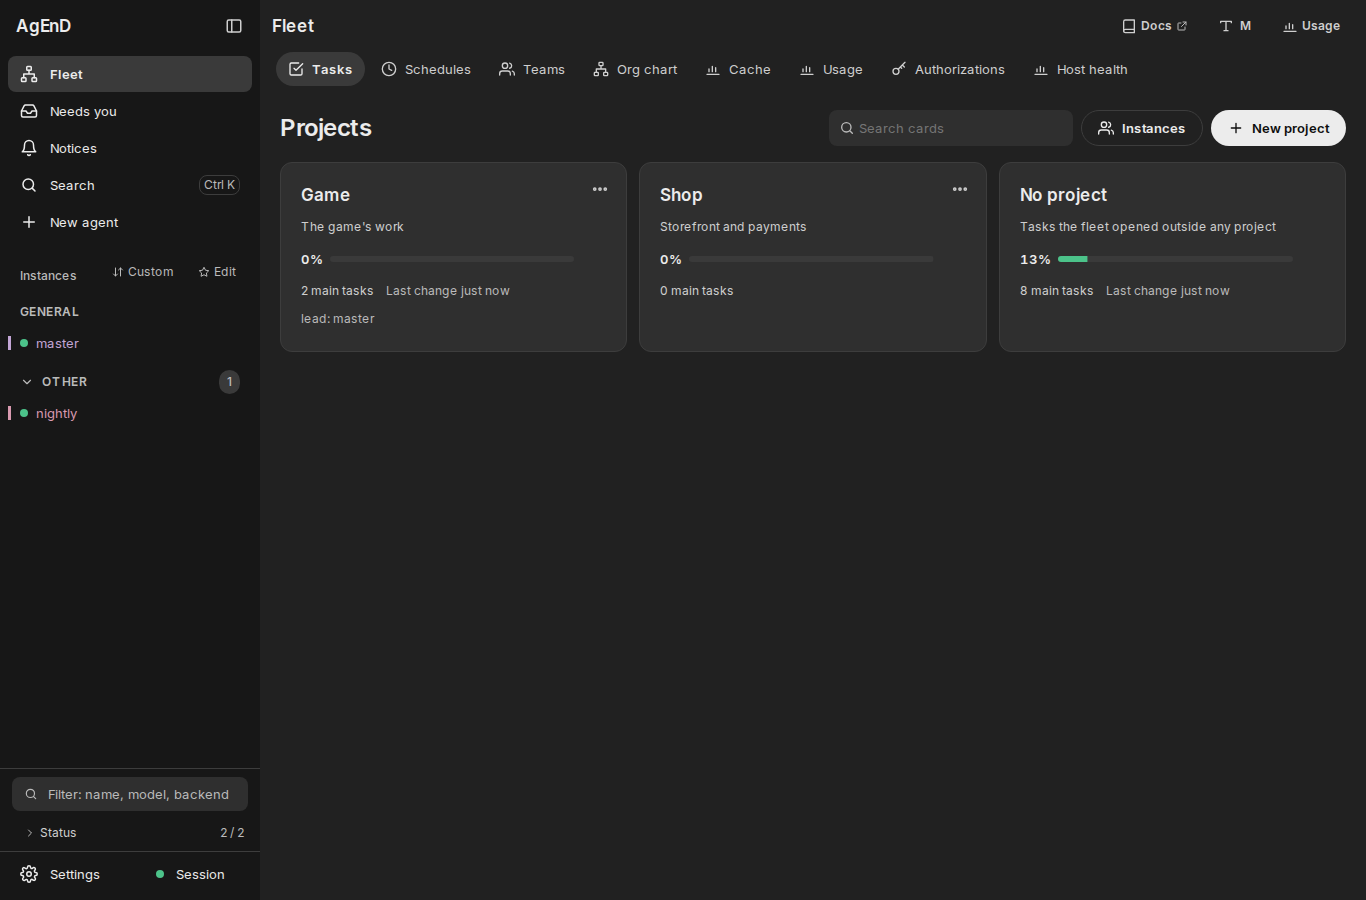 AgEnD
Fleet
Needs you
Notices
Search Ctrl K
New agent
Instances Custom Edit
GENERAL
master
OTHER 1
nightly
Filter: name, model, backend
Status 2 / 2
Settings Session
Fleet
Docs M Usage
Tasks Schedules Teams Org chart Cache Usage Authorizations Host health
Projects
Search cards Instances New project
Game
The game's work
0%
2 main tasks Last change just now
lead: master
Shop
Storefront and payments
0%
0 main tasks
No project
Tasks the fleet opened outside any project
13%
8 main tasks Last change just now